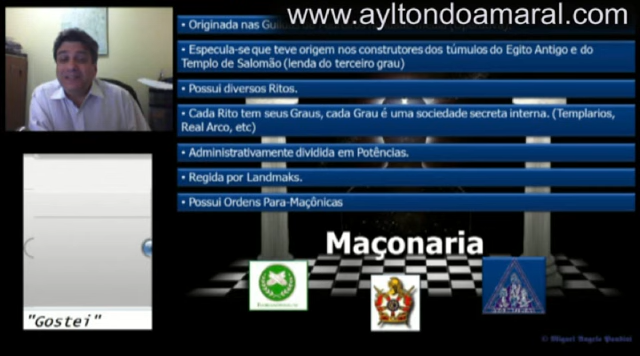 www.ayltondoamaral.com
• Originada nas
• Especula-se que teve origem nos construtores dos túmulos do Egito Antigo e do
Templo de Salomão (lenda do terceiro grau)
• Possui diversos Ritos.
• Cada Rito tem seus Graus, cada Grau é uma sociedade secreta interna. (Templarios,
Real Arco, etc)
• Administrativamente dividida em Potências.
• Regida por Landmaks.
• Possui Ordens Para-Maçônicas
Maçonaria
"Gostei"
© Miguel Angelo